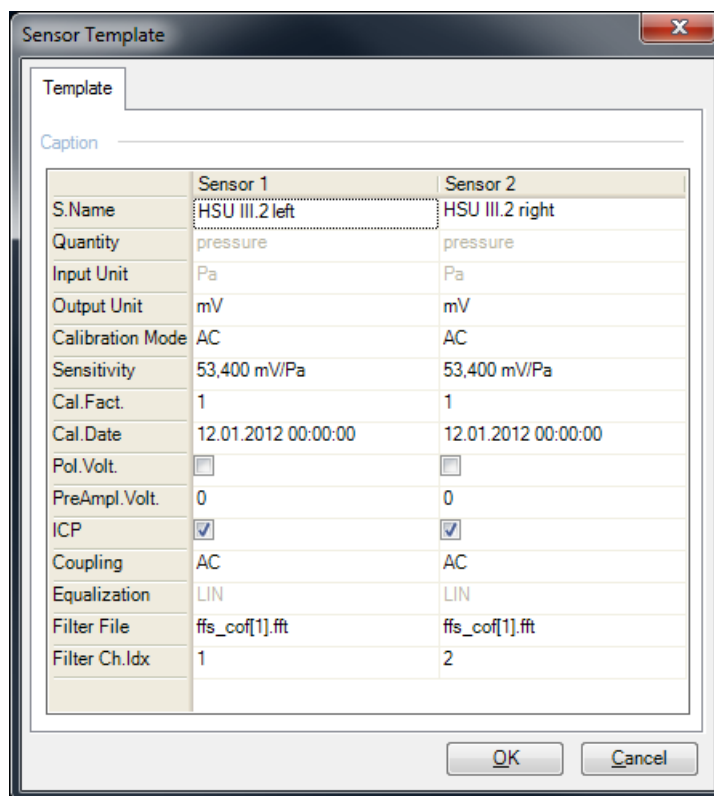 Sensor Template
Template
Caption
Sensor 1 Sensor 2
S.Name HSU III.2 left HSU III.2 right
Quantity pressure pressure
Input Unit Pa Pa
Output Unit mV mV
Calibration Mode AC AC
Sensitivity 53,400 mV/Pa 53,400 mV/Pa
Cal.Fact. 1 1
Cal.Date 12.01.2012 00:00:00 12.01.2012 00:00:00
Pol.Volt.
PreAmpl.Volt. 0 0
ICP
Coupling AC AC
Equalization LIN LIN
Filter File ffs_cof[1].fft ffs_cof[1].fft
Filter Ch.Idx 1 2
OK Cancel